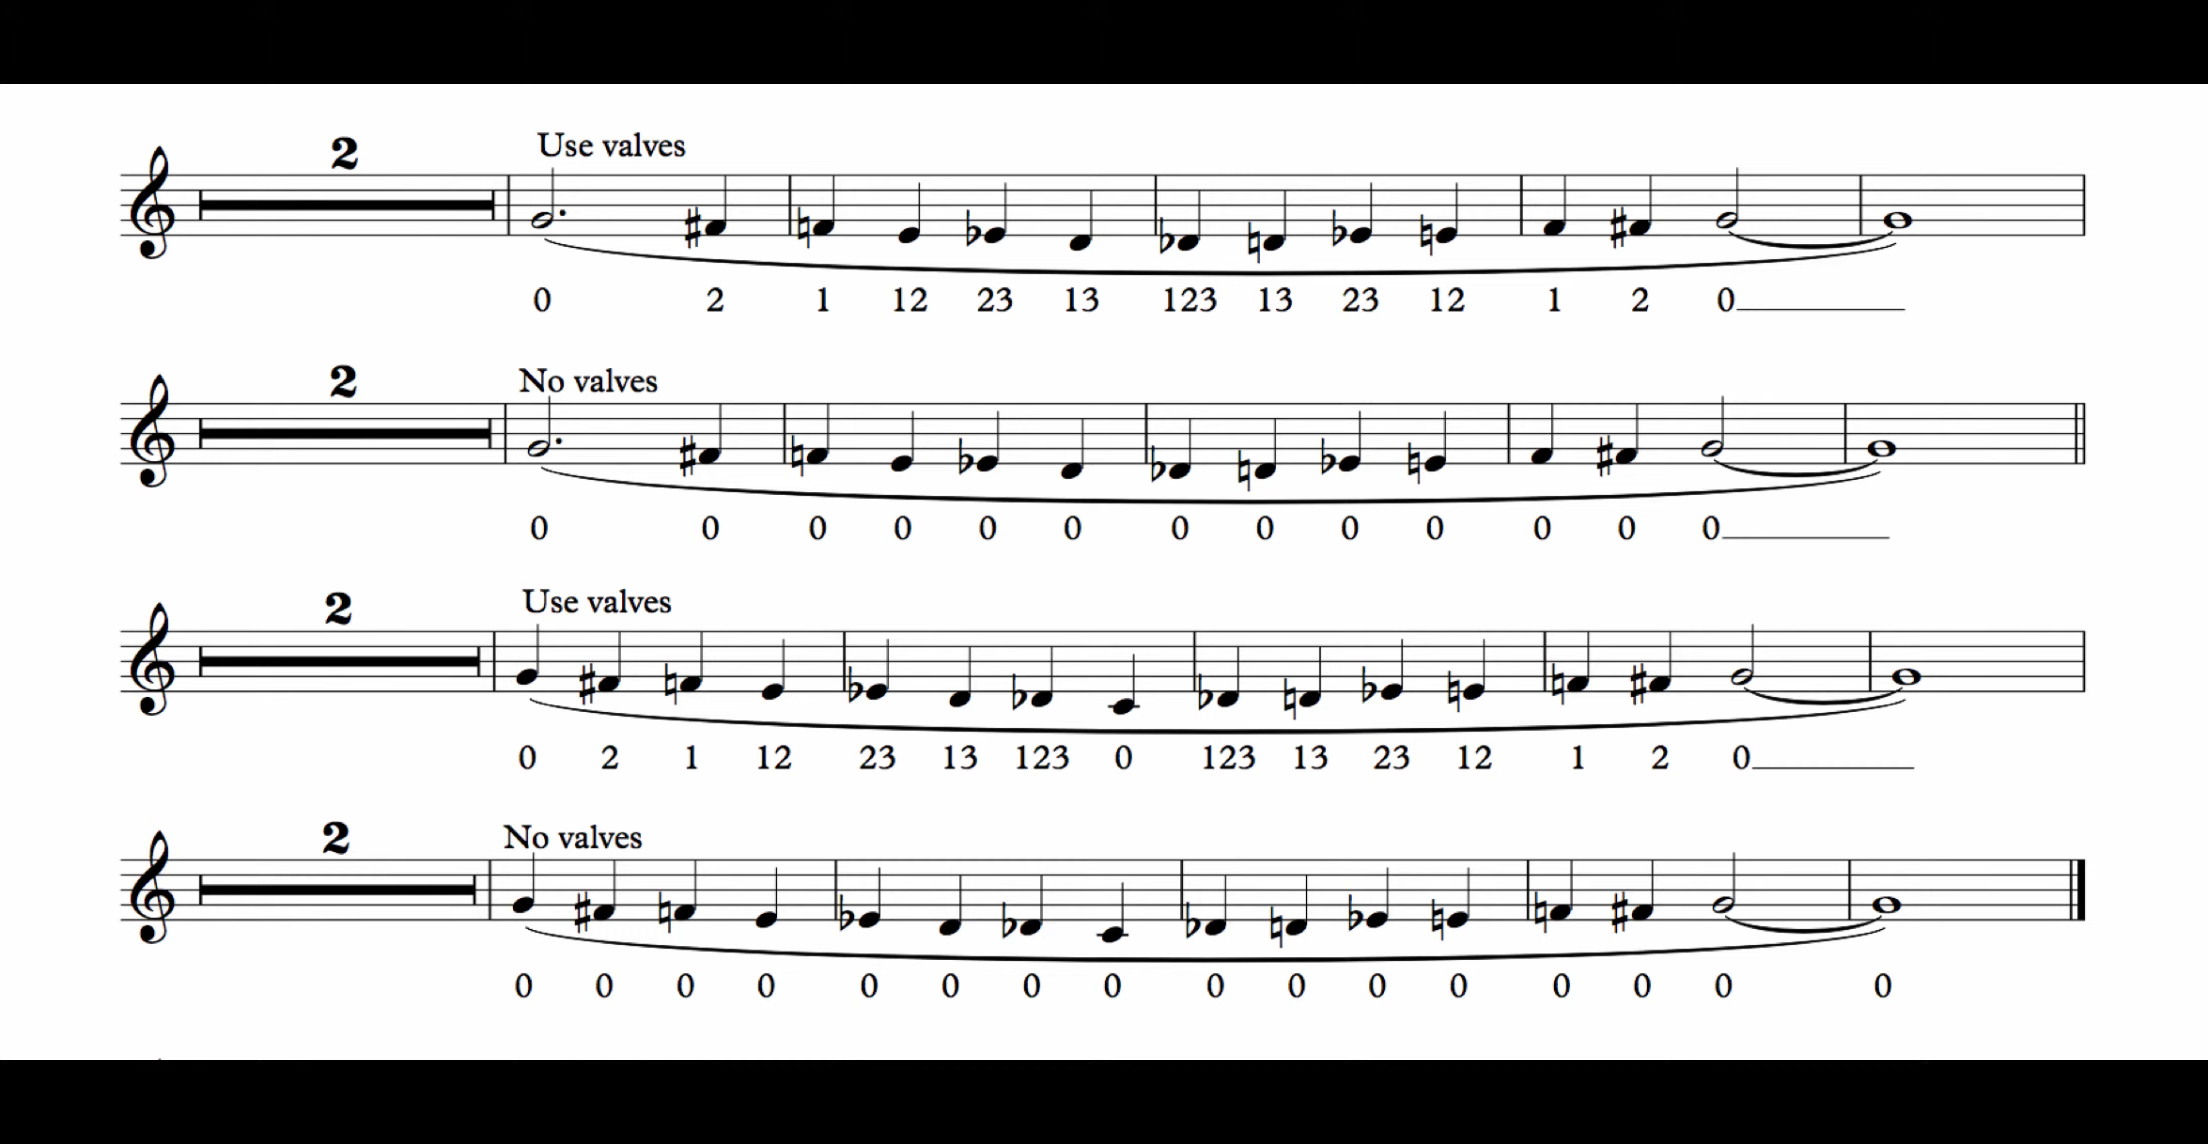 2
Use valves
0 2 1 12 23 13 123 13 23 12 1 2 0
2
No valves
0 0 0 0 0 0 0 0 0 0 0 0 0
2
Use valves
0 2 1 12 23 13 123 0 123 13 23 12 1 2 0
2
No valves
0 0 0 0 0 0 0 0 0 0 0 0 0 0 0 0